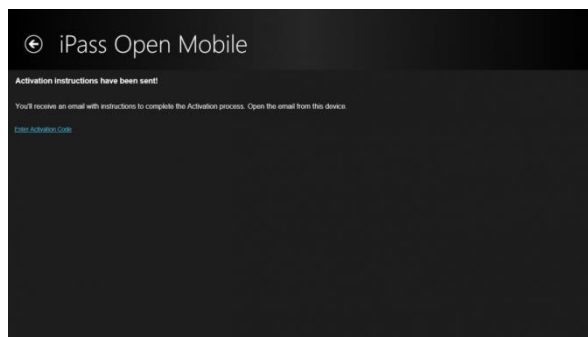 iPass Open Mobile
Activation instructions have been sent!
You'll receive an email with instructions to complete the Activation process. Open the email from this device.
Enter Activation Code